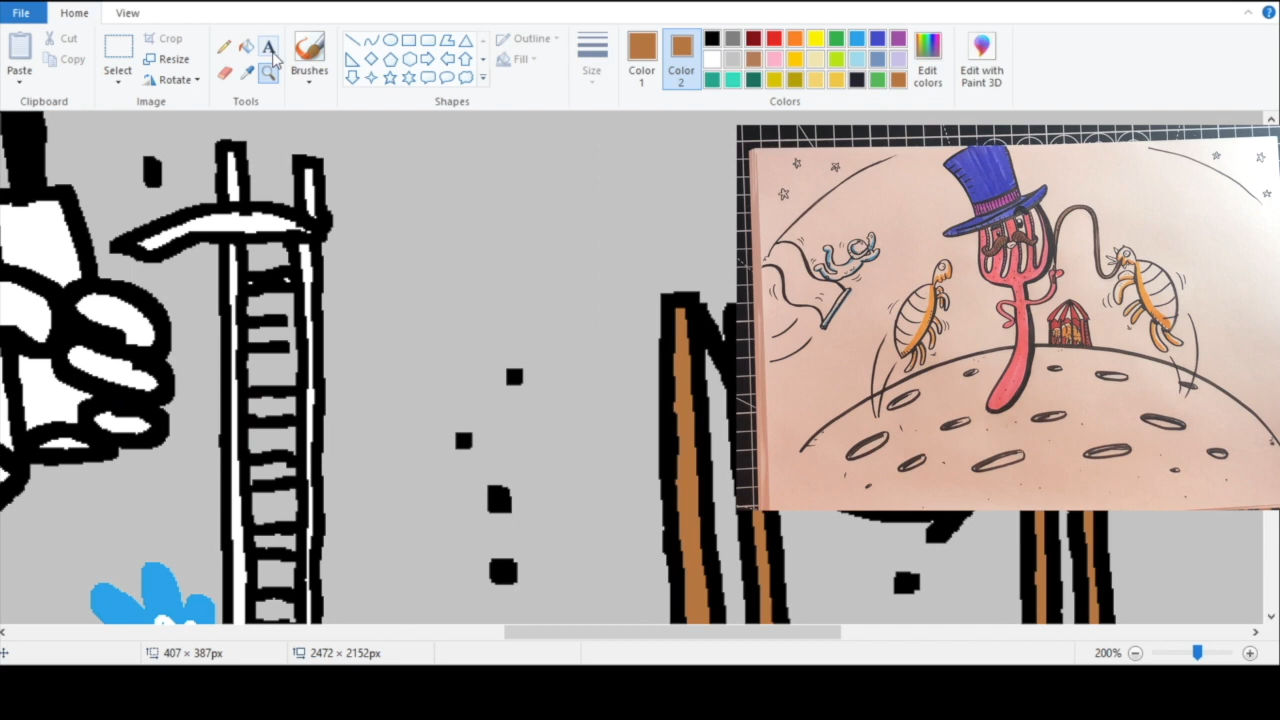 File Home View
Paste Cut Copy Clipboard
Select Crop Resize Rotate Image
A Tools
Brushes
Outline Fill Shapes
Size
Color 1 Color 2 Edit colors Colors
Edit with Paint 3D
407 × 387px 2472 × 2152px 200%